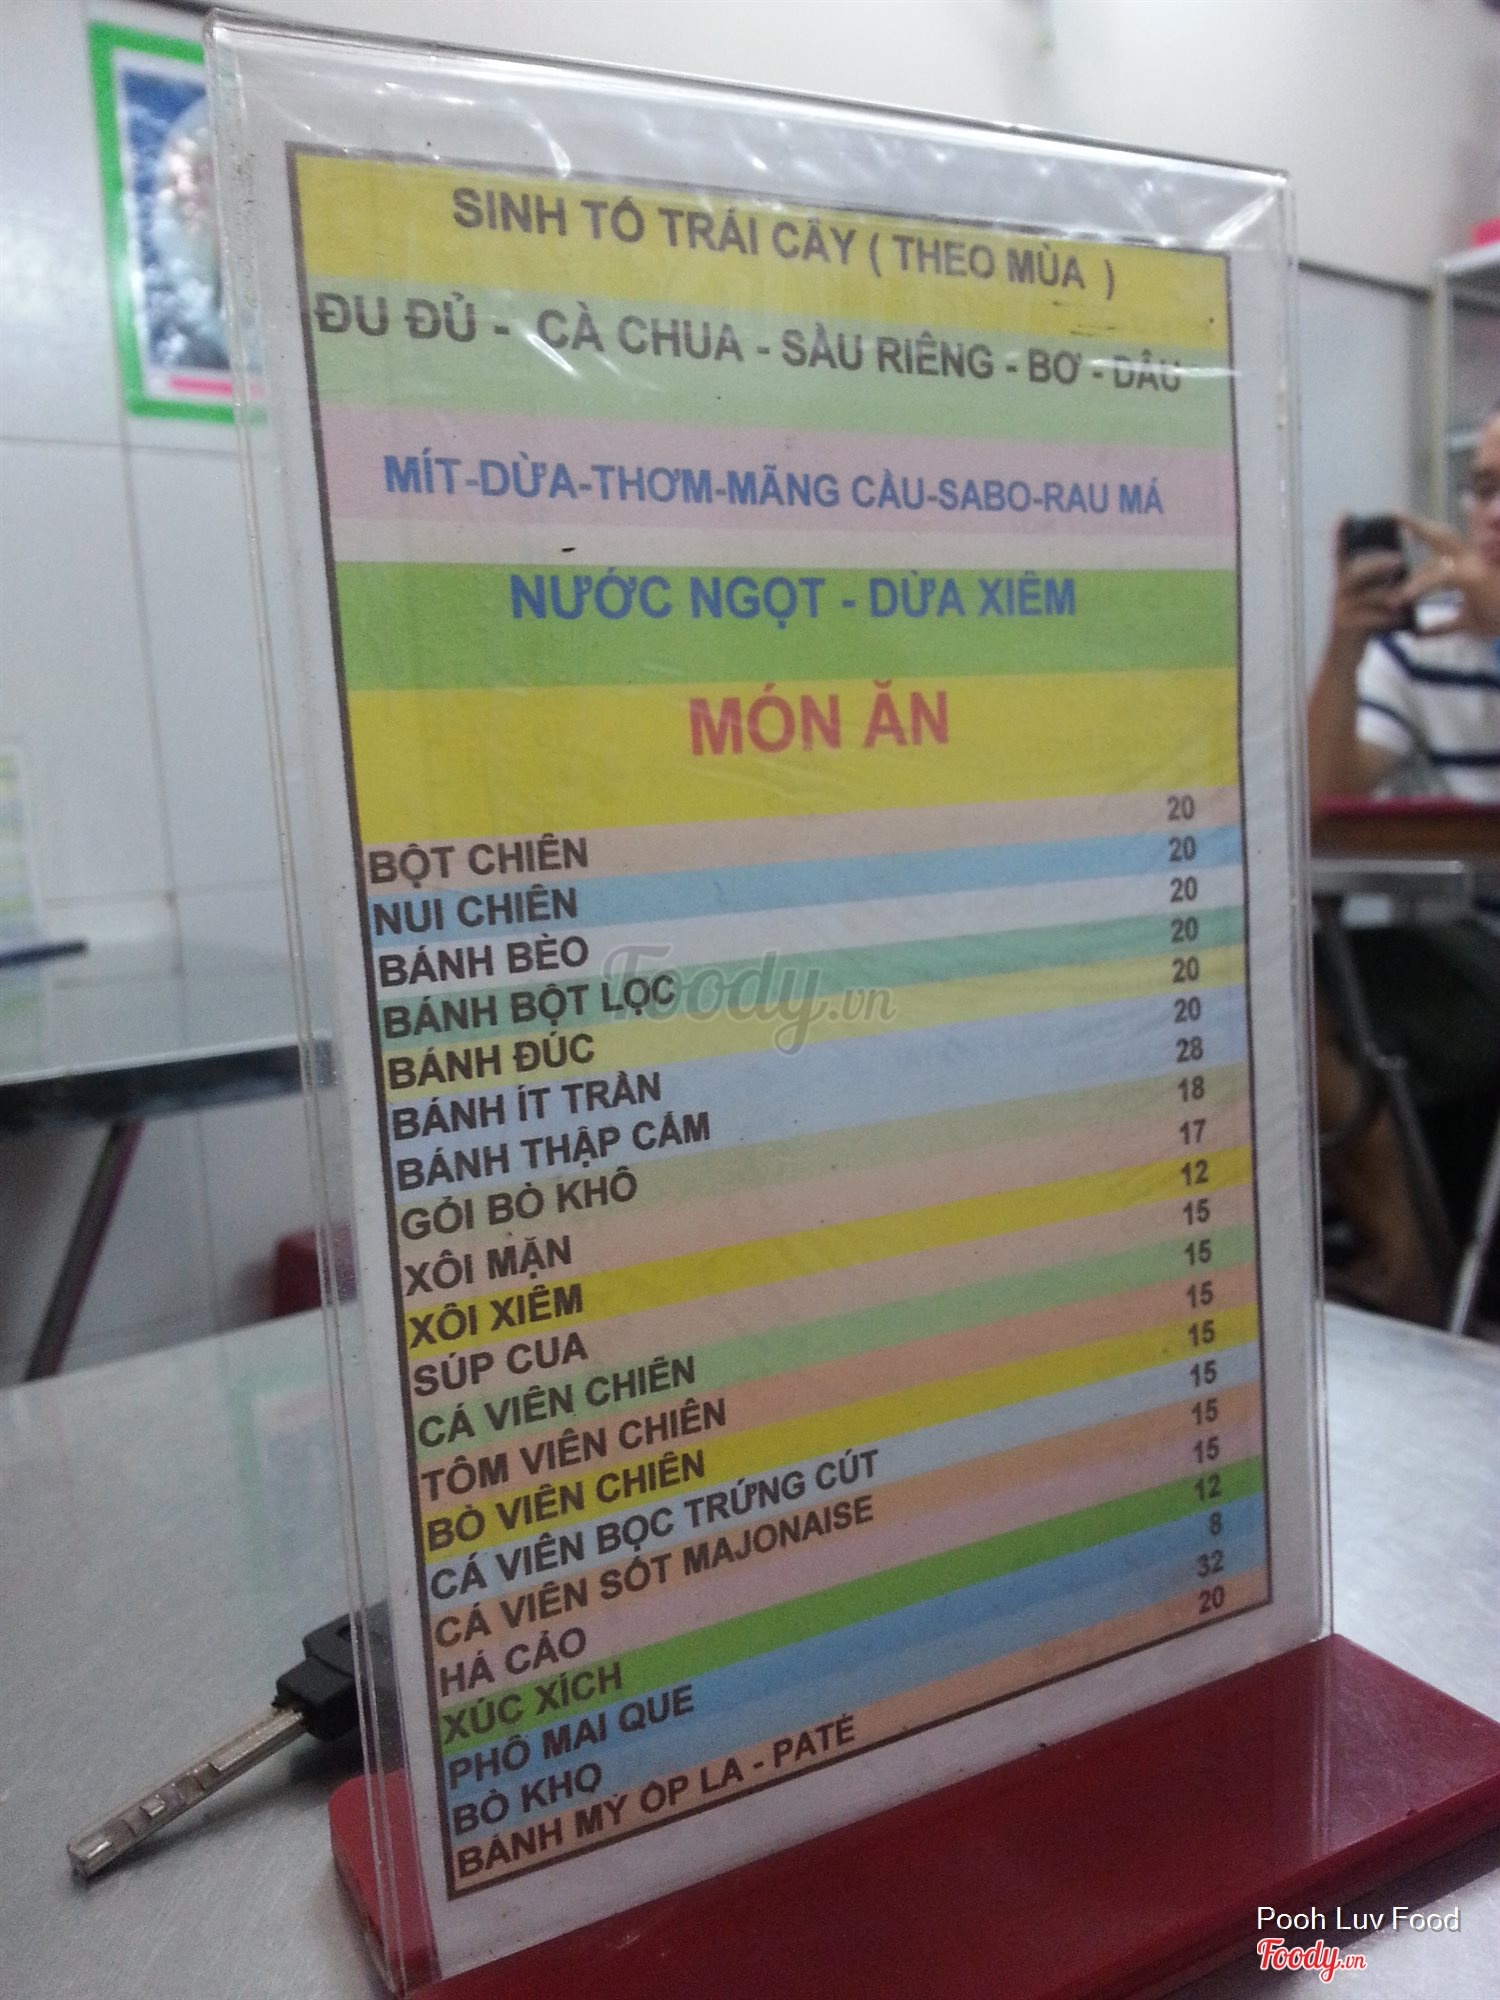 SINH TỐ TRÁI CÂY ( THEO MÙA )
ĐU ĐỦ - CÀ CHUA - SẦU RIÊNG - BƠ - DÂU
MÍT-DỪA-THƠM-MÃNG CẦU-SABO-RAU MÁ
NƯỚC NGỌT - DỪA XIÊM
MÓN ĂN
BỘT CHIÊN 20
NUI CHIÊN 20
BÁNH BÈO 20
BÁNH BỘT LỌC 20
BÁNH ĐÚC 20
BÁNH ÍT TRẦN 20
BÁNH THẬP CẨM 28
GỎI BÒ KHÔ 18
XÔI MẶN 17
XÔI XIÊM 12
SÚP CUA 15
CÁ VIÊN CHIÊN 15
TÔM VIÊN CHIÊN 15
BÒ VIÊN CHIÊN 15
CÁ VIÊN BỌC TRỨNG CÚT 15
CÁ VIÊN SỐT MAJONAISE 15
HÁ CẢO 15
XÚC XÍCH 12
PHÔ MAI QUE 8
BÒ KHO 32
BÁNH MỲ ỐP LA - PATÊ 20
Foody.vn
Pooh Luv Food
Foody.vn